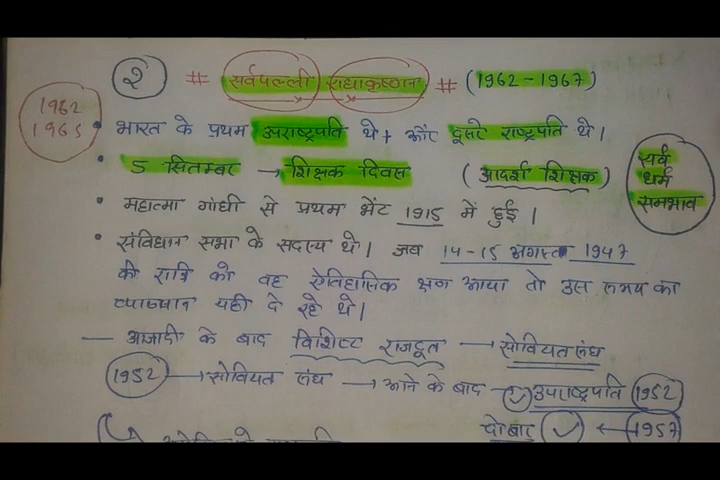 २ # सर्वपल्ली राधाकृष्णन # (1962-1967)
1962
1965
• भारत के प्रथम उपराष्ट्रपति थे + और दूसरे राष्ट्रपति थे।
• 5 सितम्बर → शिक्षक दिवस (आदर्श शिक्षक)
सर्व
धर्म
समभाव
• महात्मा गांधी से प्रथम भेंट 1915 में हुई।
• संविधान सभा के सदस्य थे। जब 14-15 अगस्त - 1947
की रात्रि को वह ऐतिहासिक क्षण आया तो उस समय का
व्याख्यान यही दे रहे थे।
— आजादी के बाद विशिष्ट राजदूत → सोवियत संघ
1952 → सोवियत संघ → आने के बाद → उपराष्ट्रपति 1952
दो बार ← 1957